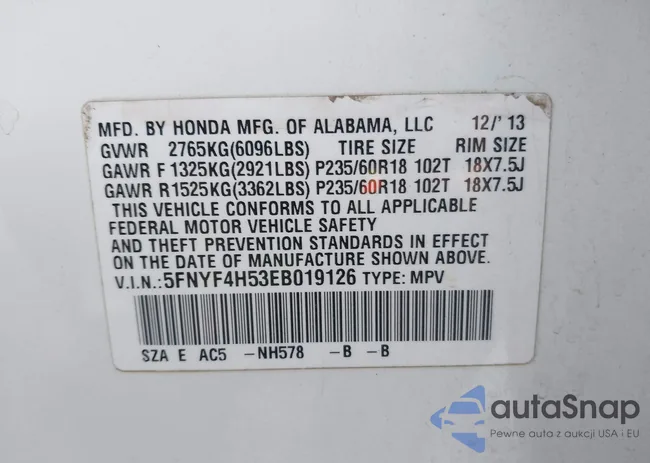 MFD. BY HONDA MFG. OF ALABAMA, LLC 12/'13
GVWR 2765KG(6096LBS) TIRE SIZE RIM SIZE
GAWR F 1325KG(2921LBS) P235/60R18 102T 18X7.5J
GAWR R1525KG(3362LBS) P235/60R18 102T 18X7.5J
THIS VEHICLE CONFORMS TO ALL APPLICABLE
FEDERAL MOTOR VEHICLE SAFETY
AND THEFT PREVENTION STANDARDS IN EFFECT
ON THE DATE OF MANUFACTURE SHOWN ABOVE.
V.I.N.:5FNYF4H53EB019126 TYPE: MPV
SZA E AC5 -NH578 -B -B
autoSnap
Pewne auto z aukcji USA i EU